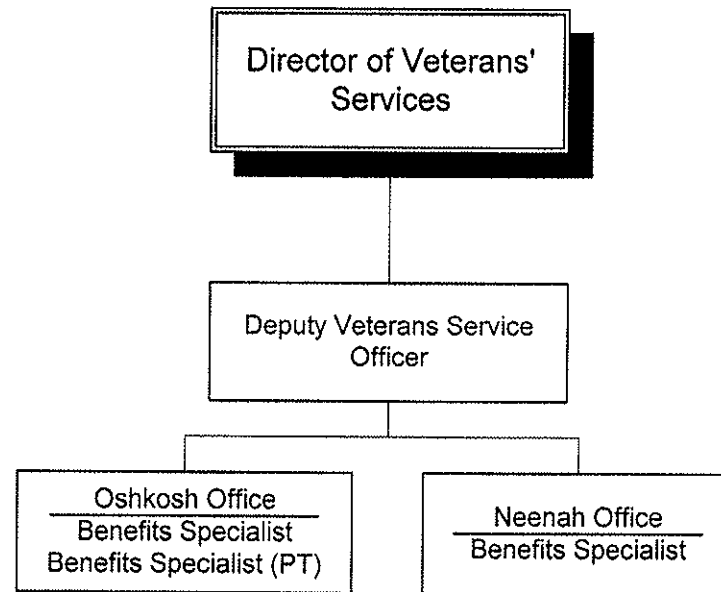 Director of Veterans'
Services
Deputy Veterans Service
Officer
Oshkosh Office
Benefits Specialist
Benefits Specialist (PT)
Neenah Office
Benefits Specialist